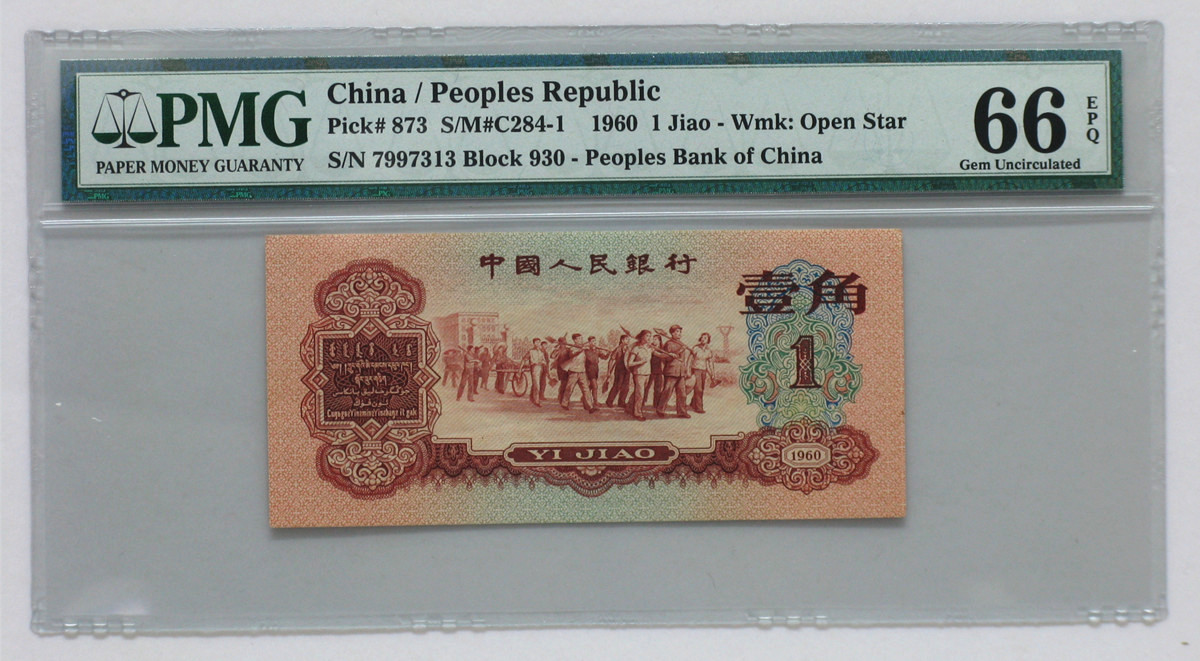 PMG
PAPER MONEY GUARANTY
China / Peoples Republic
Pick# 873 S/M#C284-1 1960 1 Jiao - Wmk: Open Star
S/N 7997313 Block 930 - Peoples Bank of China
66
EPQ
Gem Uncirculated
中國人民銀行
壹角
1
YI JIAO
1960